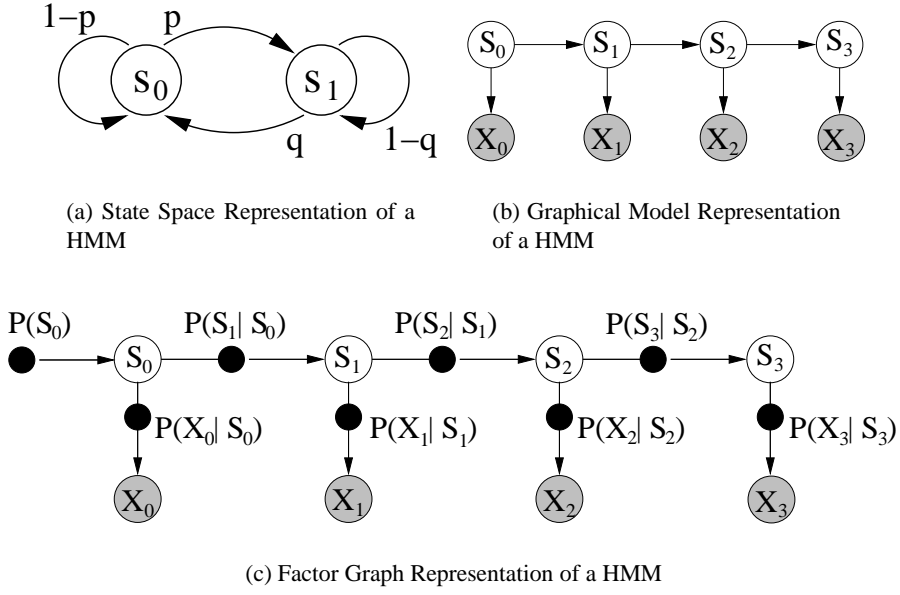 1–p
p
s₀
s₁
q
1–q
(a) State Space Representation of a
HMM
S₀ S₁ S₂ S₃
X₀ X₁ X₂ X₃
(b) Graphical Model Representation
of a HMM
P(S₀) P(S₁| S₀) P(S₂| S₁) P(S₃| S₂)
S₀ S₁ S₂ S₃
P(X₀| S₀) P(X₁| S₁) P(X₂| S₂) P(X₃| S₃)
X₀ X₁ X₂ X₃
(c) Factor Graph Representation of a HMM